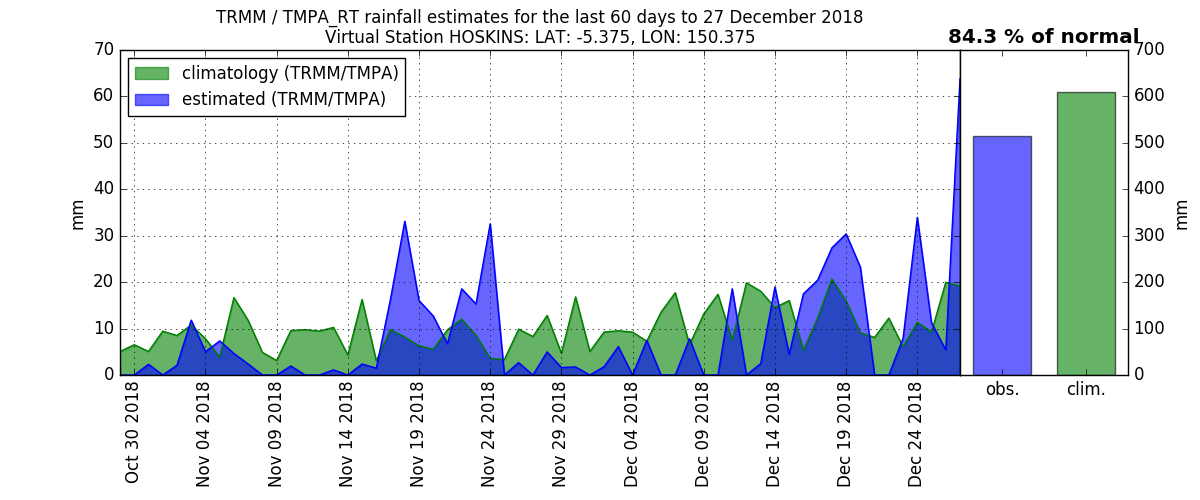 TRMM / TMPA_RT rainfall estimates for the last 60 days to 27 December 2018
Virtual Station HOSKINS: LAT: -5.375, LON: 150.375
84.3 % of normal
climatology (TRMM/TMPA)
estimated (TRMM/TMPA)
70
60
50
40
30
20
10
0
mm
700
600
500
400
300
200
100
0
mm
Oct 30 2018
Nov 04 2018
Nov 09 2018
Nov 14 2018
Nov 19 2018
Nov 24 2018
Nov 29 2018
Dec 04 2018
Dec 09 2018
Dec 14 2018
Dec 19 2018
Dec 24 2018
obs.
clim.